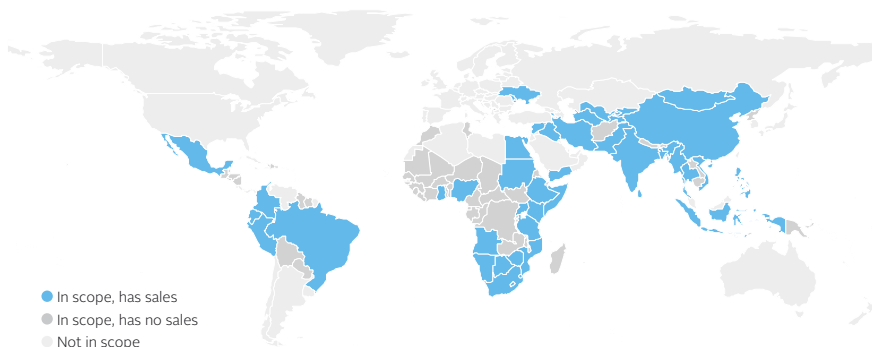 In scope, has sales
In scope, has no sales
Not in scope